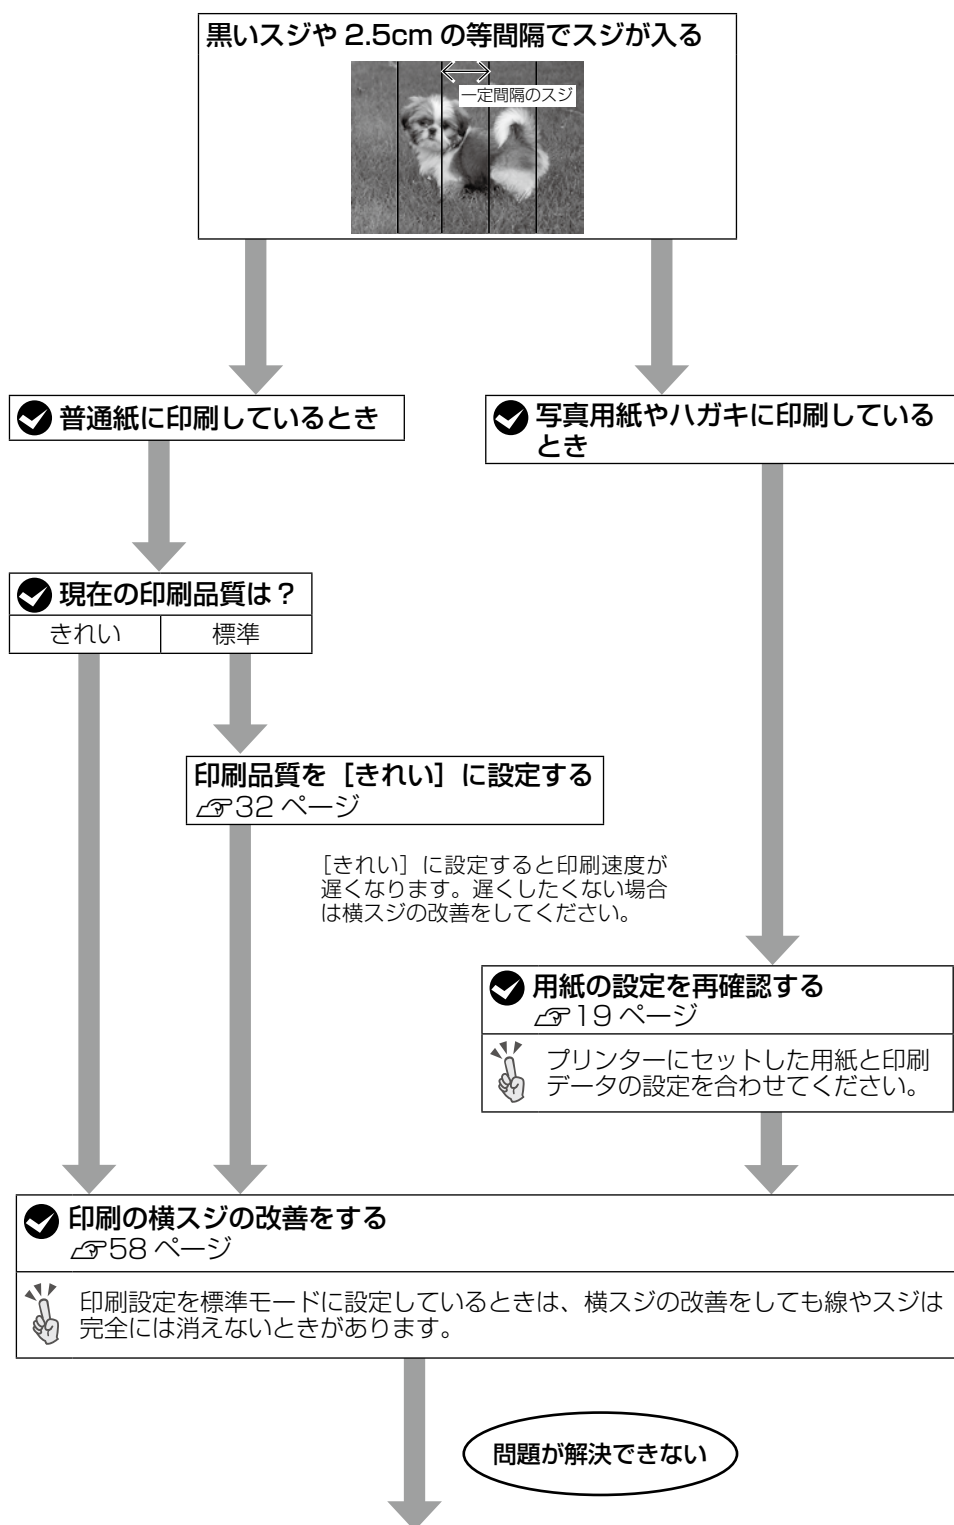 黒いスジや 2.5cm の等間隔でスジが入る
一定間隔のスジ
普通紙に印刷しているとき
写真用紙やハガキに印刷している
とき
現在の印刷品質は？
きれい 標準
印刷品質を［きれい］に設定する
32 ページ
［きれい］に設定すると印刷速度が
遅くなります。遅くしたくない場合
は横スジの改善をしてください。
用紙の設定を再確認する
19 ページ
プリンターにセットした用紙と印刷
データの設定を合わせてください。
印刷の横スジの改善をする
58 ページ
印刷設定を標準モードに設定しているときは、横スジの改善をしても線やスジは
完全には消えないときがあります。
問題が解決できない